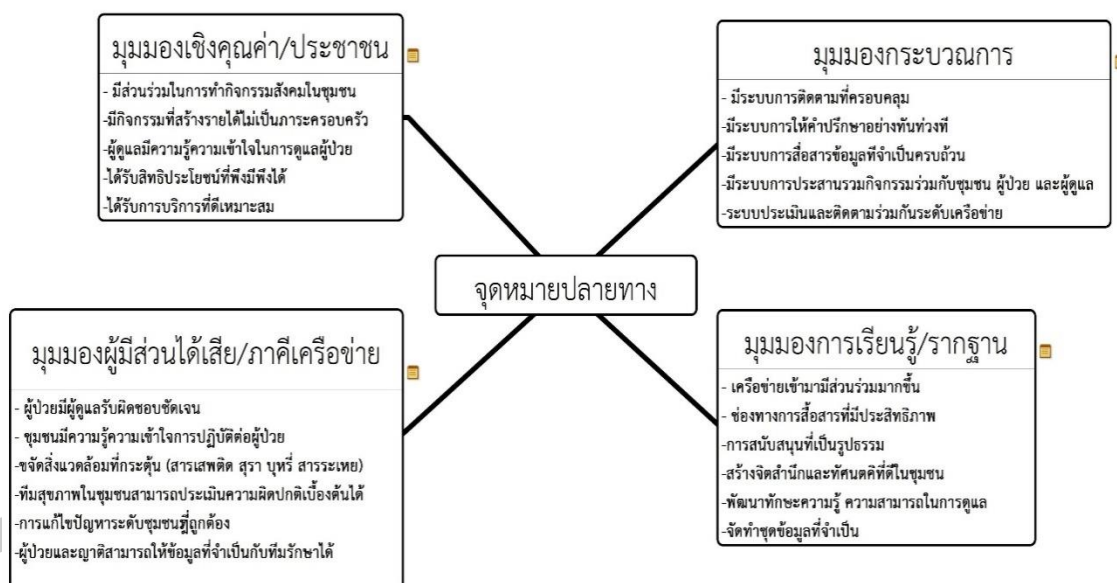 มุมมองเชิงคุณค่า/ประชาชน
- มีส่วนร่วมในการทำกิจกรรมสังคมในชุมชน
-มีกิจกรรมที่สร้างรายได้ไม่เป็นภาระครอบครัว
-ผู้ดูแลมีความรู้ความเข้าใจในการดูแลผู้ป่วย
-ได้รับสิทธิประโยชน์ที่พึงมีพึงได้
-ได้รับการบริการที่ดีเหมาะสม
มุมมองกระบวณการ
- มีระบบการติดตามที่ครอบคลุม
-มีระบบการให้คำปรึกษาอย่างทันท่วงที
-มีระบบการสื่อสารข้อมูลที่จำเป็นครบถ้วน
-มีระบบการประสานรวมกิจกรรมร่วมกับชุมชน ผู้ป่วย และผู้ดูแล
-ระบบประเมินและติดตามร่วมกันระดับเครือข่าย
จุดหมายปลายทาง
มุมมองผู้มีส่วนได้เสีย/ภาคีเครือข่าย
- ผู้ป่วยมีผู้ดูแลรับผิดชอบชัดเจน
- ชุมชนมีความรู้ความเข้าใจการปฏิบัติต่อผู้ป่วย
-ขจัดสิ่งแวดล้อมที่กระตุ้น (สารเสพติด สุรา บุหรี่ สารระเหย)
-ทีมสุขภาพในชุมชนสามารถประเมินความผิดปกติเบื้องต้นได้
-การแก้ไขปัญหาระดับชุมชนที่ถูกต้อง
-ผู้ป่วยและญาติสามารถให้ข้อมูลที่จำเป็นกับทีมรักษาได้
มุมมองการเรียนรู้/รากฐาน
- เครือข่ายเข้ามามีส่วนร่วมมากขึ้น
- ช่องทางการสื่อสารที่มีประสิทธิภาพ
-การสนับสนุนที่เป็นรูปธรรม
-สร้างจิตสำนึกและทัศนตคิที่ดีในชุมชน
-พัฒนาทักษะความรู้ ความสามารถในการดูแล
-จัดทำชุดข้อมูลที่จำเป็น